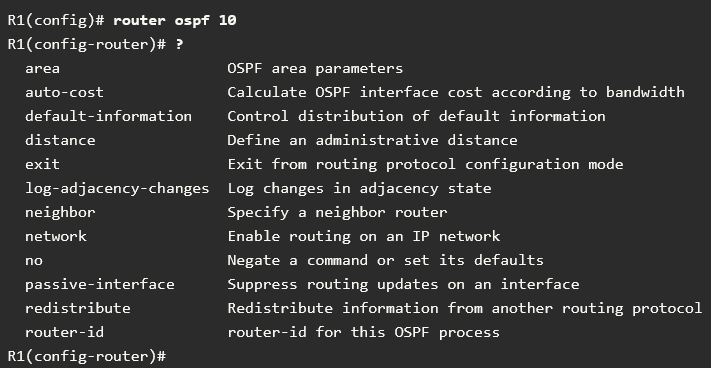 R1(config)# router ospf 10
R1(config-router)# ?
area OSPF area parameters
auto-cost Calculate OSPF interface cost according to bandwidth
default-information Control distribution of default information
distance Define an administrative distance
exit Exit from routing protocol configuration mode
log-adjacency-changes Log changes in adjacency state
neighbor Specify a neighbor router
network Enable routing on an IP network
no Negate a command or set its defaults
passive-interface Suppress routing updates on an interface
redistribute Redistribute information from another routing protocol
router-id router-id for this OSPF process
R1(config-router)#